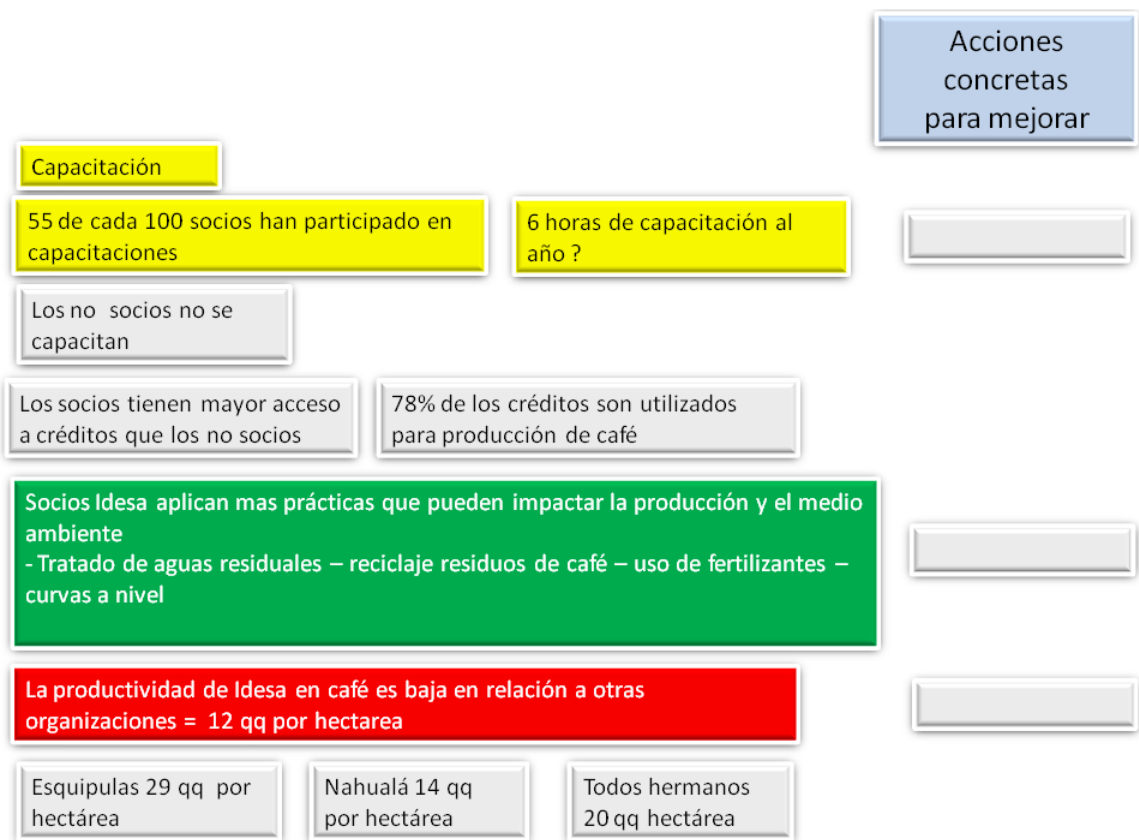 Acciones
concretas
para mejorar
Capacitación
55 de cada 100 socios han participado en
capacitaciones
6 horas de capacitación al
año ?
Los no socios no se
capacitan
Los socios tienen mayor acceso
a créditos que los no socios
78% de los créditos son utilizados
para producción de café
Socios Idesa aplican mas prácticas que pueden impactar la producción y el medio
ambiente
- Tratado de aguas residuales – reciclaje residuos de café – uso de fertilizantes –
curvas a nivel
La productividad de Idesa en café es baja en relación a otras
organizaciones = 12 qq por hectarea
Esquipulas 29 qq por
hectárea
Nahualá 14 qq
por hectárea
Todos hermanos
20 qq hectárea